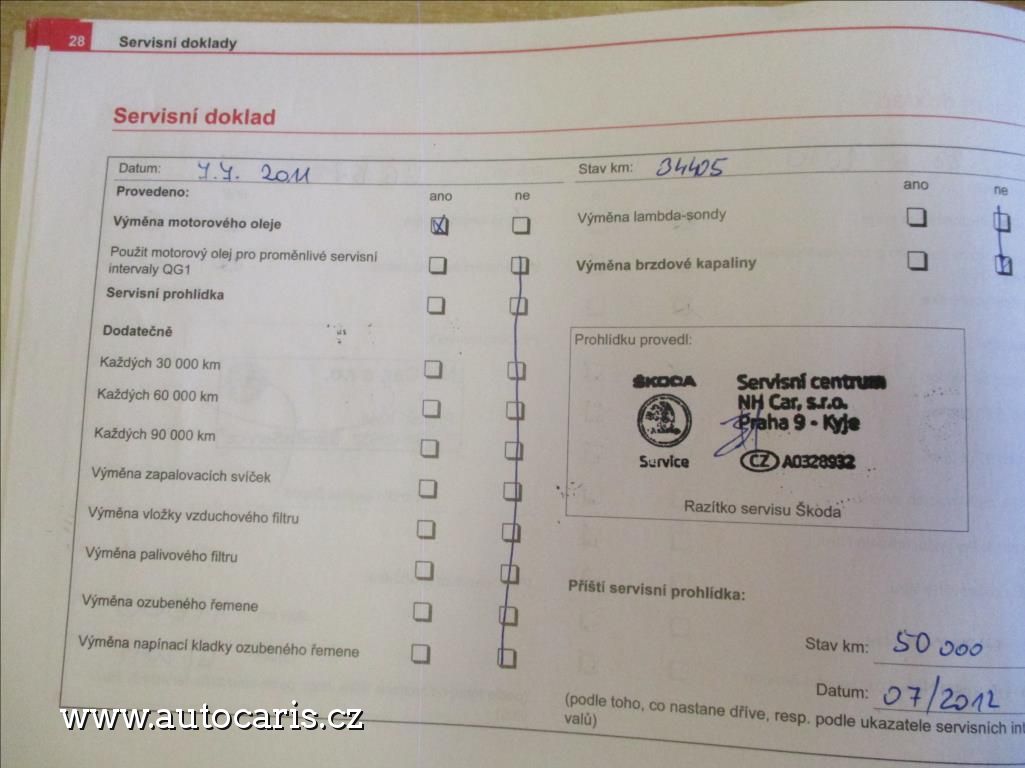 28 Servisní doklady
Servisní doklad
Datum: 7.7. 2011
Stav km: 34405
Provedeno: ano ne
ano ne
Výměna motorového oleje
Výměna lambda-sondy
Použit motorový olej pro proměnlivé servisní
intervaly QG1
Výměna brzdové kapaliny
Servisní prohlídka
Dodatečně
Každých 30 000 km
Každých 60 000 km
Každých 90 000 km
Výměna zapalovacích svíček
Výměna vložky vzduchového filtru
Výměna palivového filtru
Výměna ozubeného řemene
Výměna napínací kladky ozubeného řemene
Prohlídku provedl:
ŠKODA
Service
Servisní centrum
NH Car, s.r.o.
Praha 9 - Kyje
CZ A0328932
Razítko servisu Škoda
Příští servisní prohlídka:
Stav km: 50 000
Datum: 07/2012
(podle toho, co nastane dříve, resp. podle ukazatele servisních int
valů)
www.autocaris.cz